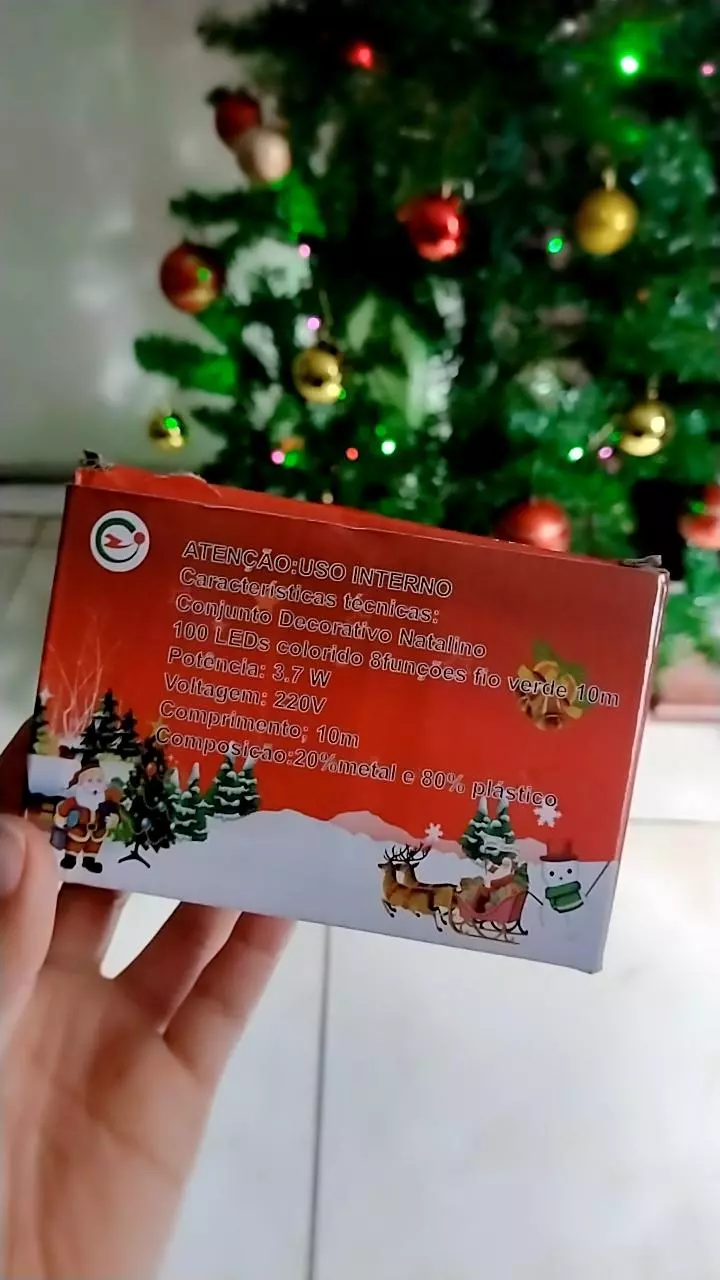 ATENÇÃO:USO INTERNO
Características técnicas:
Conjunto Decorativo Natalino
100 LEDs colorido 8funções fio verde 10m
Potência: 3.7 W
Voltagem: 220V
Comprimento; 10m
Composição:20%metal e 80% plástico